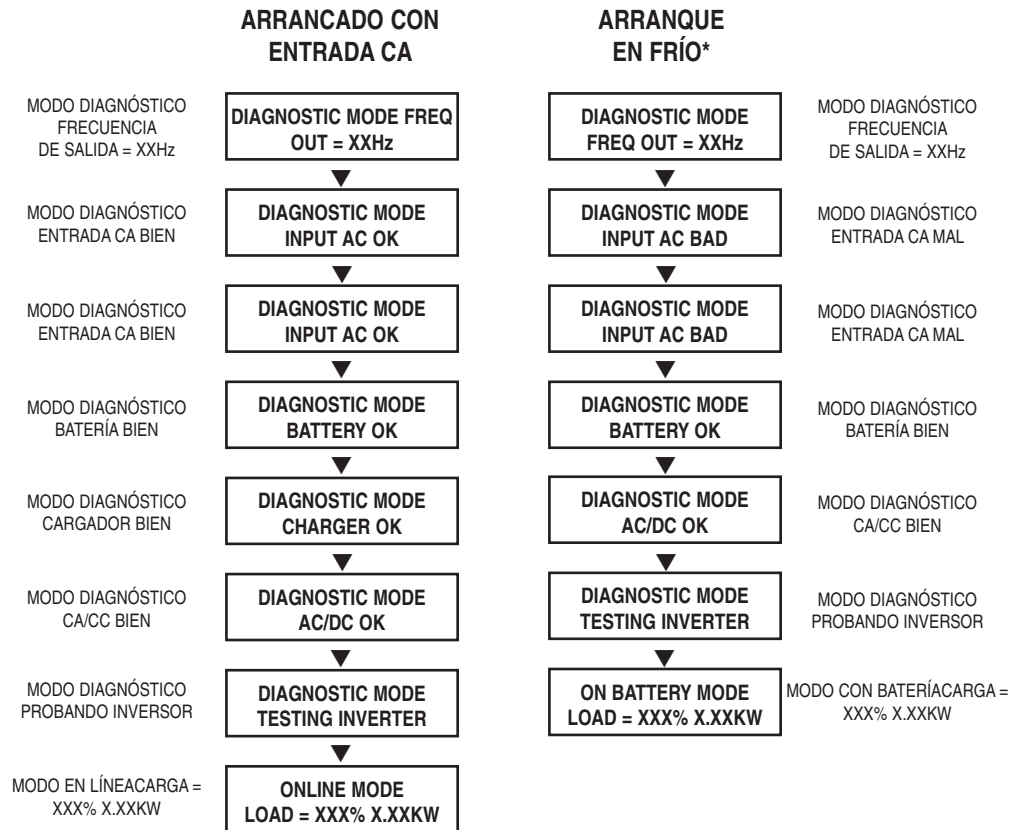 ARRANCADO CON
ENTRADA CA
MODO DIAGNÓSTICO
FRECUENCIA
DE SALIDA = XXHz
DIAGNOSTIC MODE FREQ
OUT = XXHz
MODO DIAGNÓSTICO
ENTRADA CA BIEN
DIAGNOSTIC MODE
INPUT AC OK
MODO DIAGNÓSTICO
ENTRADA CA BIEN
DIAGNOSTIC MODE
INPUT AC OK
MODO DIAGNÓSTICO
BATERÍA BIEN
DIAGNOSTIC MODE
BATTERY OK
MODO DIAGNÓSTICO
CARGADOR BIEN
DIAGNOSTIC MODE
CHARGER OK
MODO DIAGNÓSTICO
CA/CC BIEN
DIAGNOSTIC MODE
AC/DC OK
MODO DIAGNÓSTICO
PROBANDO INVERSOR
DIAGNOSTIC MODE
TESTING INVERTER
MODO EN LÍNEACARGA =
XXX% X.XXKW
ONLINE MODE
LOAD = XXX% X.XXKW
ARRANQUE
EN FRÍO*
DIAGNOSTIC MODE
FREQ OUT = XXHz
MODO DIAGNÓSTICO
FRECUENCIA
DE SALIDA = XXHz
DIAGNOSTIC MODE
INPUT AC BAD
MODO DIAGNÓSTICO
ENTRADA CA MAL
DIAGNOSTIC MODE
INPUT AC BAD
MODO DIAGNÓSTICO
ENTRADA CA MAL
DIAGNOSTIC MODE
BATTERY OK
MODO DIAGNÓSTICO
BATERÍA BIEN
DIAGNOSTIC MODE
AC/DC OK
MODO DIAGNÓSTICO
CA/CC BIEN
DIAGNOSTIC MODE
TESTING INVERTER
MODO DIAGNÓSTICO
PROBANDO INVERSOR
ON BATTERY MODE
LOAD = XXX% X.XXKW
MODO CON BATERÍACARGA =
XXX% X.XXKW